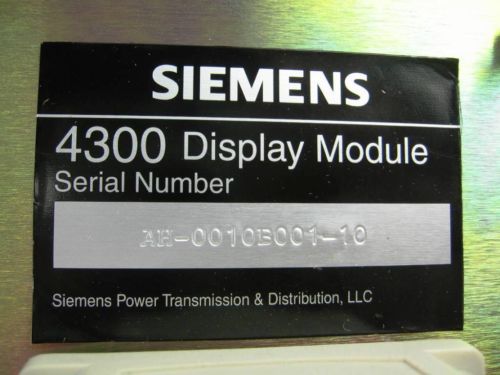 SIEMENS
4300 Display Module
Serial Number
AH-0010B001-10
Siemens Power Transmission & Distribution, LLC